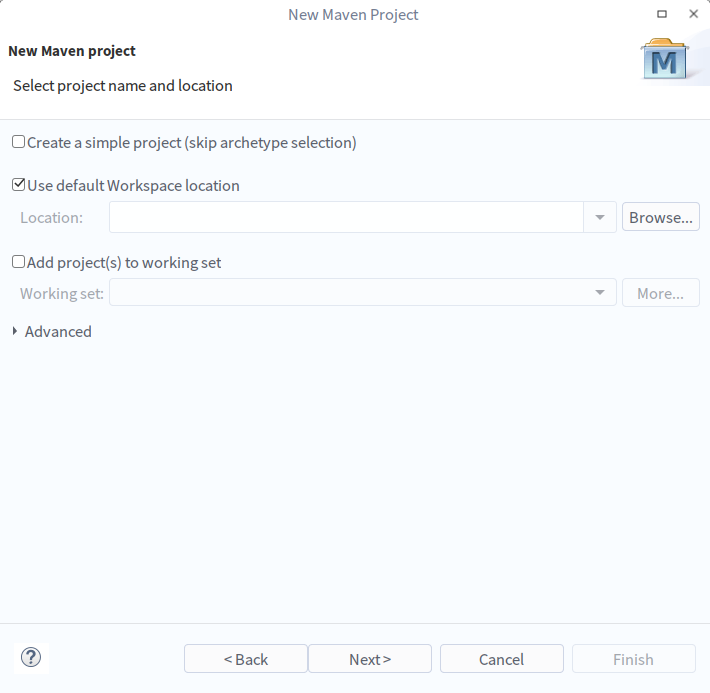 New Maven Project
New Maven project
Select project name and location
M
Create a simple project (skip archetype selection)
Use default Workspace location
Location:
Browse...
Add project(s) to working set
Working set:
More...
Advanced
?
< Back
Next >
Cancel
Finish